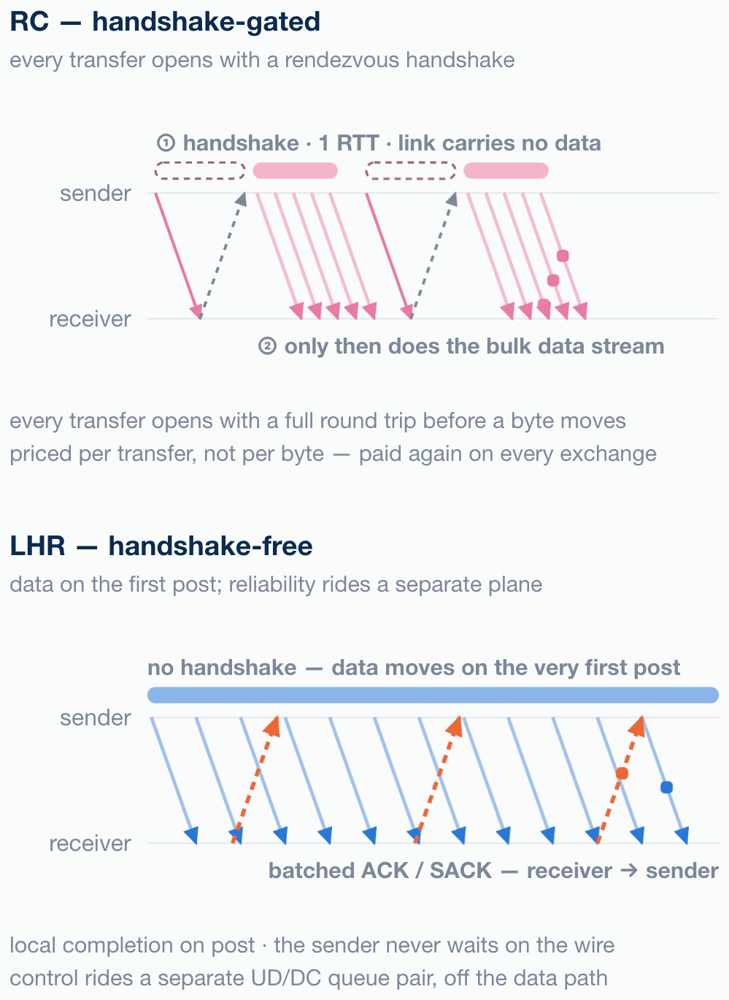 RC — handshake-gated
every transfer opens with a rendezvous handshake
① handshake · 1 RTT · link carries no data
sender
receiver
② only then does the bulk data stream
every transfer opens with a full round trip before a byte moves
priced per transfer, not per byte — paid again on every exchange
LHR — handshake-free
data on the first post; reliability rides a separate plane
no handshake — data moves on the very first post
sender
receiver
batched ACK / SACK — receiver → sender
local completion on post · the sender never waits on the wire
control rides a separate UD/DC queue pair, off the data path